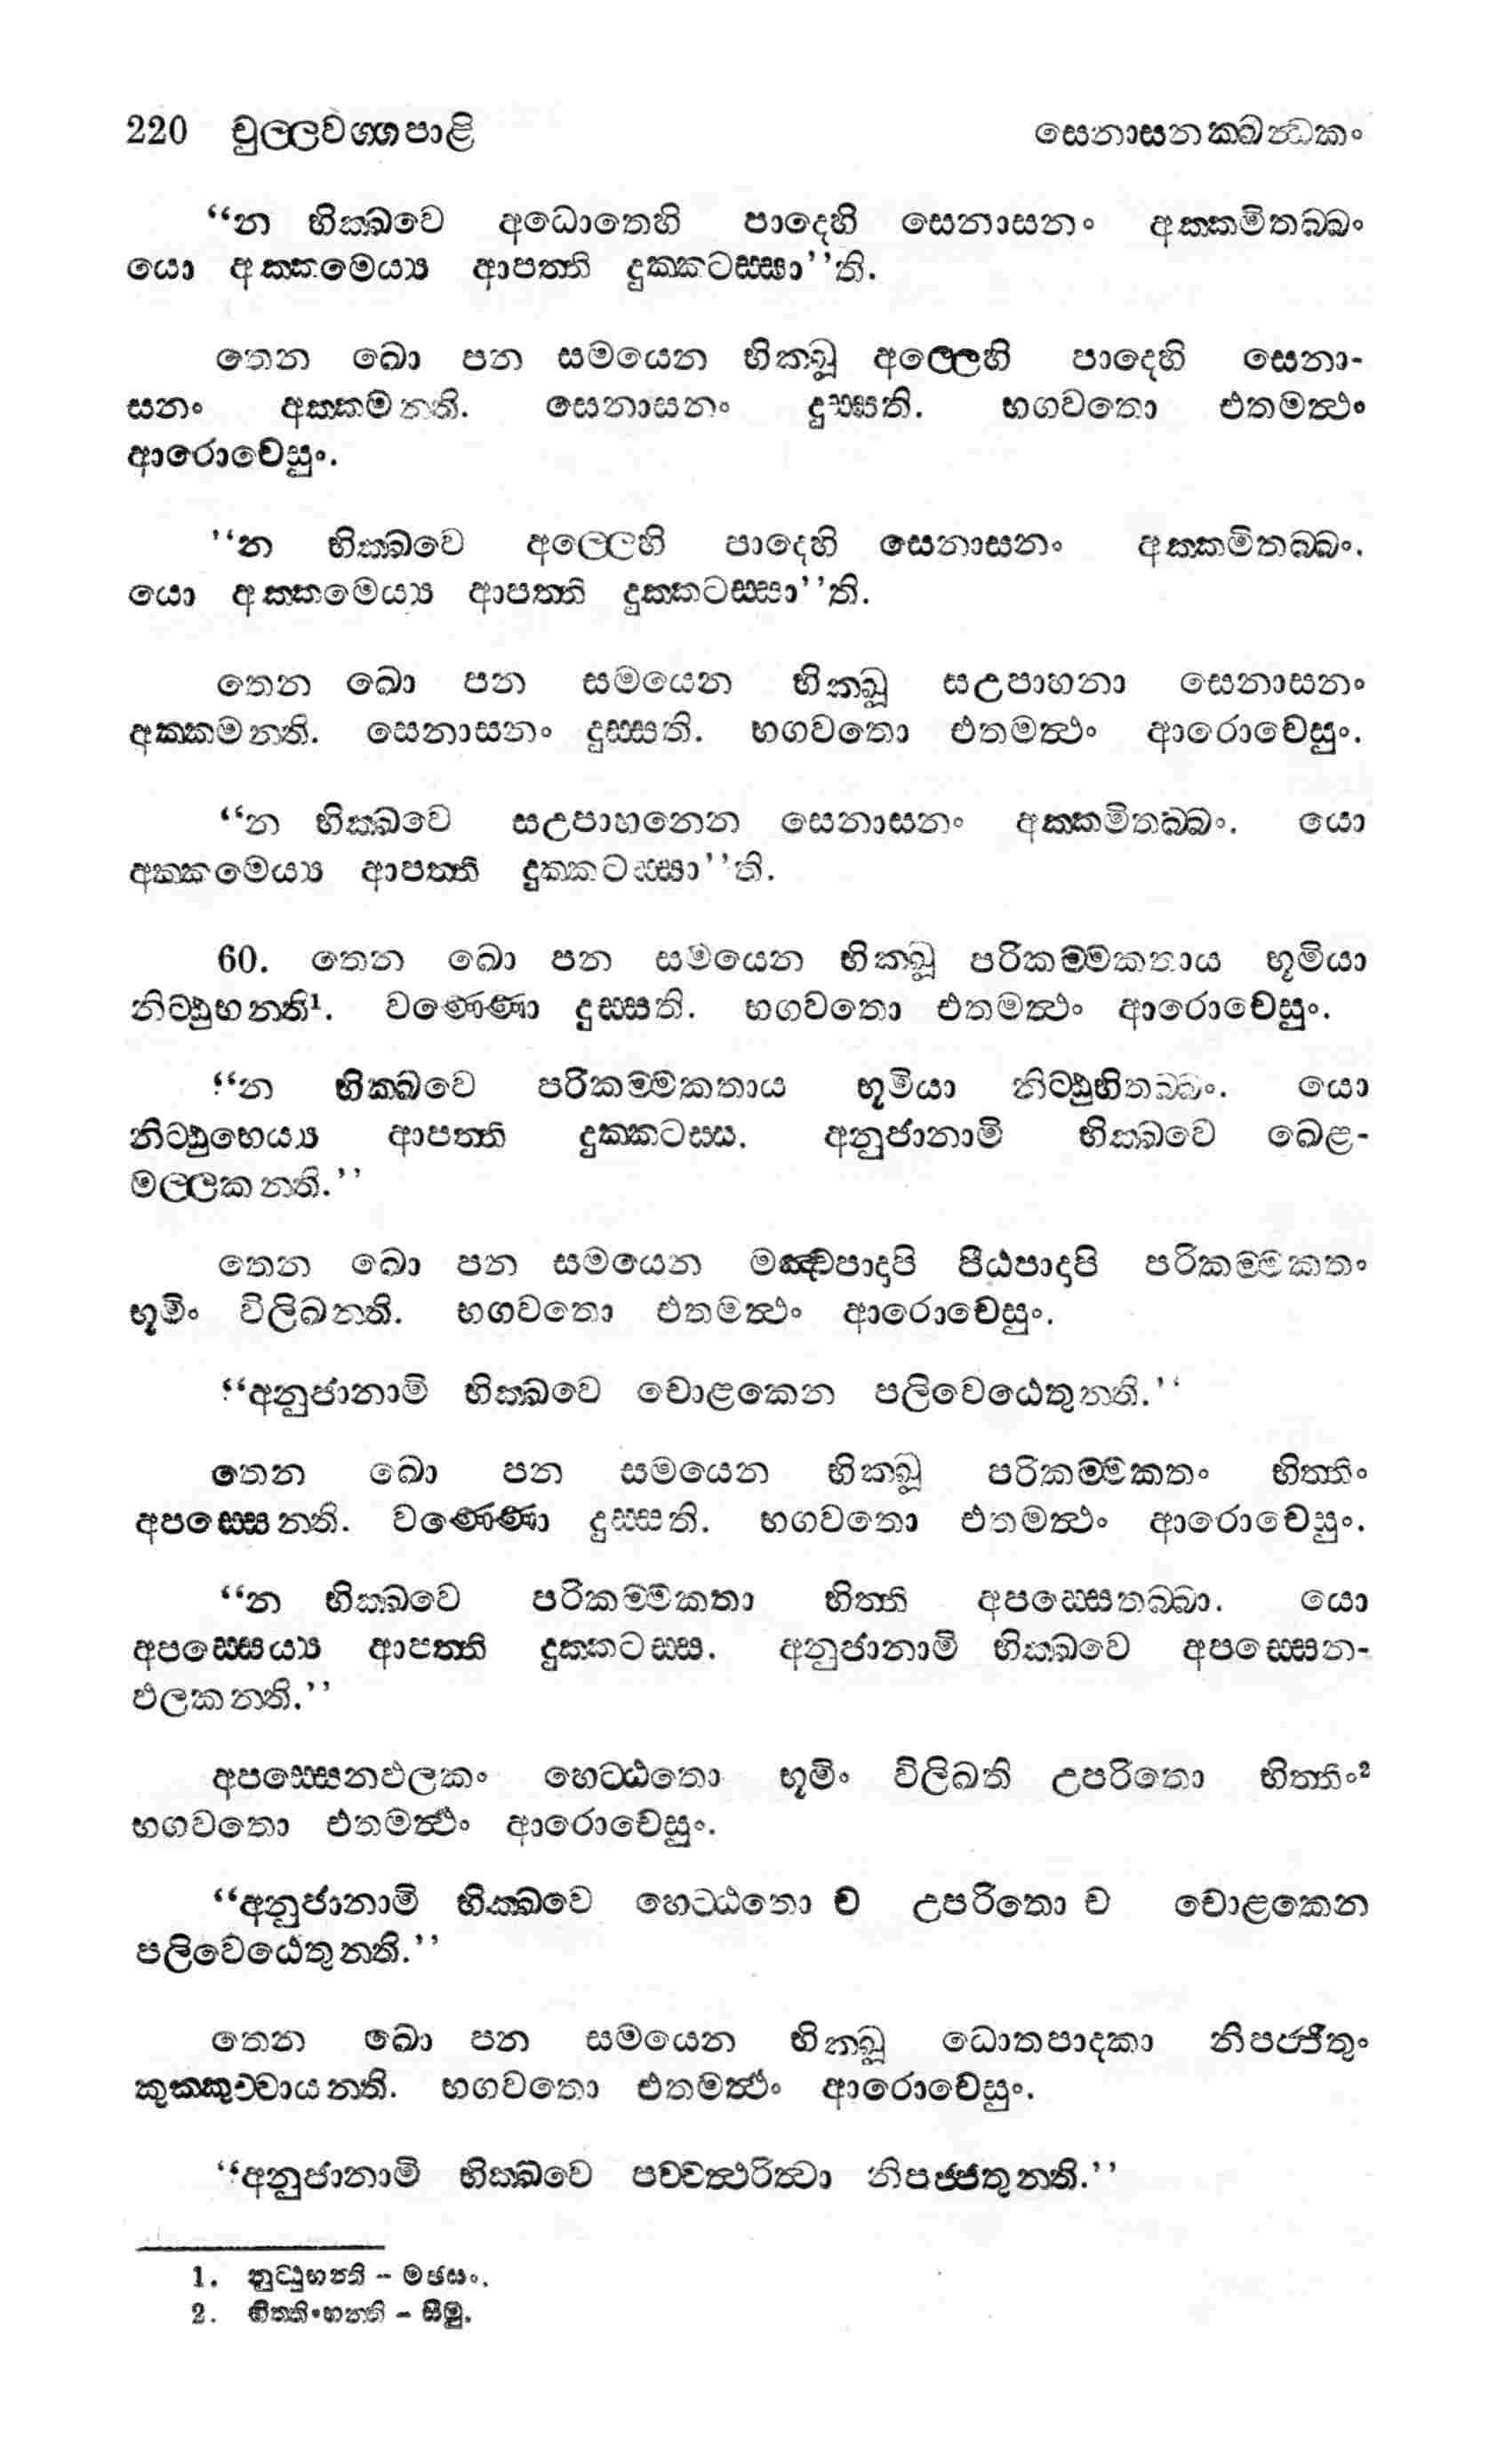 220 චුල්ලවග්ගපාළි සෙනාසනක්ඛන්ධකං
“න භික්ඛවෙ අධොතෙහි පාදෙහි සෙනාසනං අක්කමිතබ්බං
යො අක්කමෙය්‍ය ආපත්ති දුක්කටස්සා’’ති.
තෙන ඛො පන සමයෙන භික්ඛූ අල්ලෙහි පාදෙහි සෙනා-
සනං අක්කමන්ති. සෙනාසනං දුස්සති. භගවතො එතමත්ථං
ආරොචෙසුං.
’‘න භික්ඛවෙ අල්ලෙහි පාදෙහි සෙනාසනං අක්කමිතබ්බං.
යො අක්කමෙය්‍ය ආපත්ති දුක්කටස්සා’’ති.
තෙන ඛො පන සමයෙන භික්ඛූ සඋපාහනා සෙනාසනං
අක්කමන්ති. සෙනාසනං දුස්සති. භගවතො එතමත්ථං ආරොචෙසුං.
“න භික්ඛවෙ සඋපාහනෙන සෙනාසනං අක්කමිතබ්බං. යො
අක්කමෙය්‍ය ආපත්ති දුක්කටස්සා’’ති.
60. තෙන ඛො පන සමයෙන භික්ඛූ පරිකම්මකතාය භූමියා
නිට්ඨුභන්ති¹. වණ්ණො දුස්සති. භගවතො එතමත්ථං ආරොචෙසුං.
“න භික්ඛවෙ පරිකම්මකතාය භූමියා නිට්ඨුභිතබ්බං. යො
නිට්ඨුභෙය්‍ය ආපත්ති දුක්කටස්ස. අනුජානාමි භික්ඛවෙ ඛෙළ-
මල්ලකන්ති.’’
තෙන ඛො පන සමයෙන මඤ්චපාදාපි පීඨපාදාපි පරිකම්මකතං
භූමිං විලිඛන්ති. භගවතො එතමත්ථං ආරොචෙසුං.
“අනුජානාමි භික්ඛවෙ චොළකෙන පලිවෙඨෙතුන්ති.’‘
තෙන ඛො පන සමයෙන භික්ඛූ පරිකම්මකතං භිත්තිං
අපස්සෙන්ති. වණ්ණො දුස්සති. භගවතො එතමත්ථං ආරොචෙසුං.
“න භික්ඛවෙ පරිකම්මකතා භිත්ති අපස්සෙතබ්බා. යො
අපස්සෙය්‍ය ආපත්ති දුක්කටස්ස. අනුජානාමි භික්ඛවෙ අපස්සෙන-
ඵලකන්ති.’’
අපස්සෙනඵලකං හෙට්ඨතො භූමිං විලිඛති උපරිතො භිත්තිං²
භගවතො එතමත්ථං ආරොචෙසුං.
“අනුජානාමි භික්ඛවෙ හෙට්ඨතො ච උපරිතො ච චොළකෙන
පලිවෙඨෙතුන්ති.’’
තෙන ඛො පන සමයෙන භික්ඛූ ධොතපාදකා නිපජ්ජිතුං
කුක්කුච්චායන්ති. භගවතො එතමත්ථං ආරොචෙසුං.
“අනුජානාමි භික්ඛවෙ පච්චත්ථරිත්වා නිපජ්ජිතුන්ති.’’
1. නුට්ඨුභන්ති – මඡසං.
2. භිත්තිංහන්ති – සීමු.